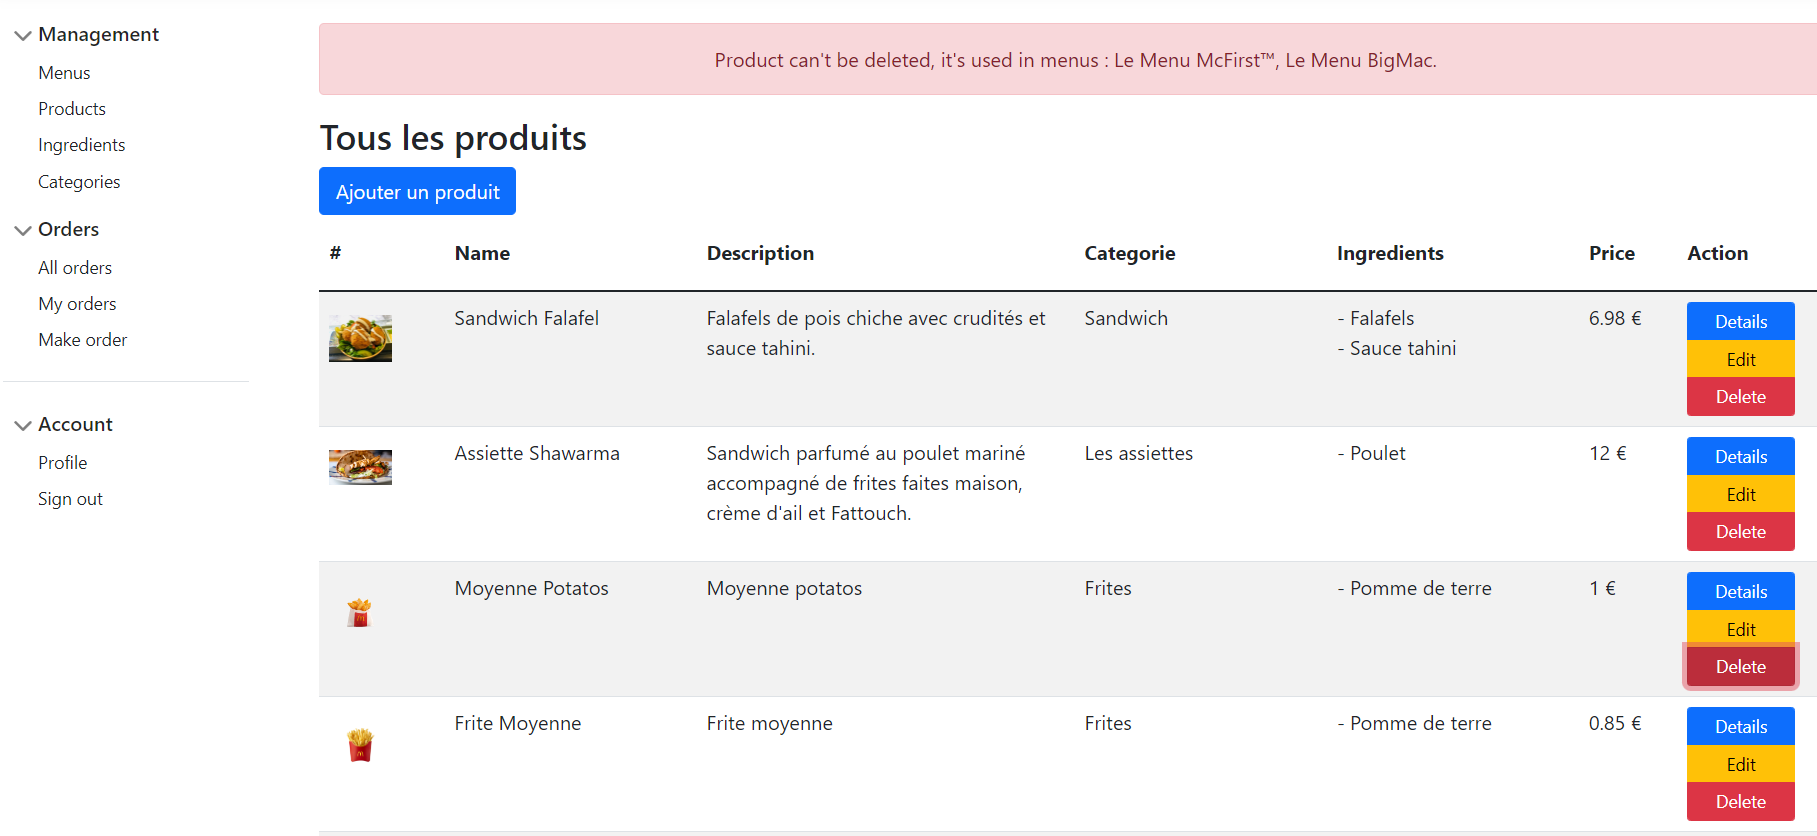 Management
Menus
Products
Ingredients
Categories
Orders
All orders
My orders
Make order
Account
Profile
Sign out
Product can't be deleted, it's used in menus : Le Menu McFirst™, Le Menu BigMac.
Tous les produits
Ajouter un produit
# Name Description Categorie Ingredients Price Action
Sandwich Falafel Falafels de pois chiche avec crudités et Sandwich - Falafels 6.98 € Details
sauce tahini. - Sauce tahini
Edit
Delete
Assiette Shawarma Sandwich parfumé au poulet mariné Les assiettes - Poulet 12 € Details
accompagné de frites faites maison,
Edit
crème d'ail et Fattouch.
Delete
Moyenne Potatos Moyenne potatos Frites - Pomme de terre 1 € Details
Edit
Delete
Frite Moyenne Frite moyenne Frites - Pomme de terre 0.85 € Details
Edit
Delete